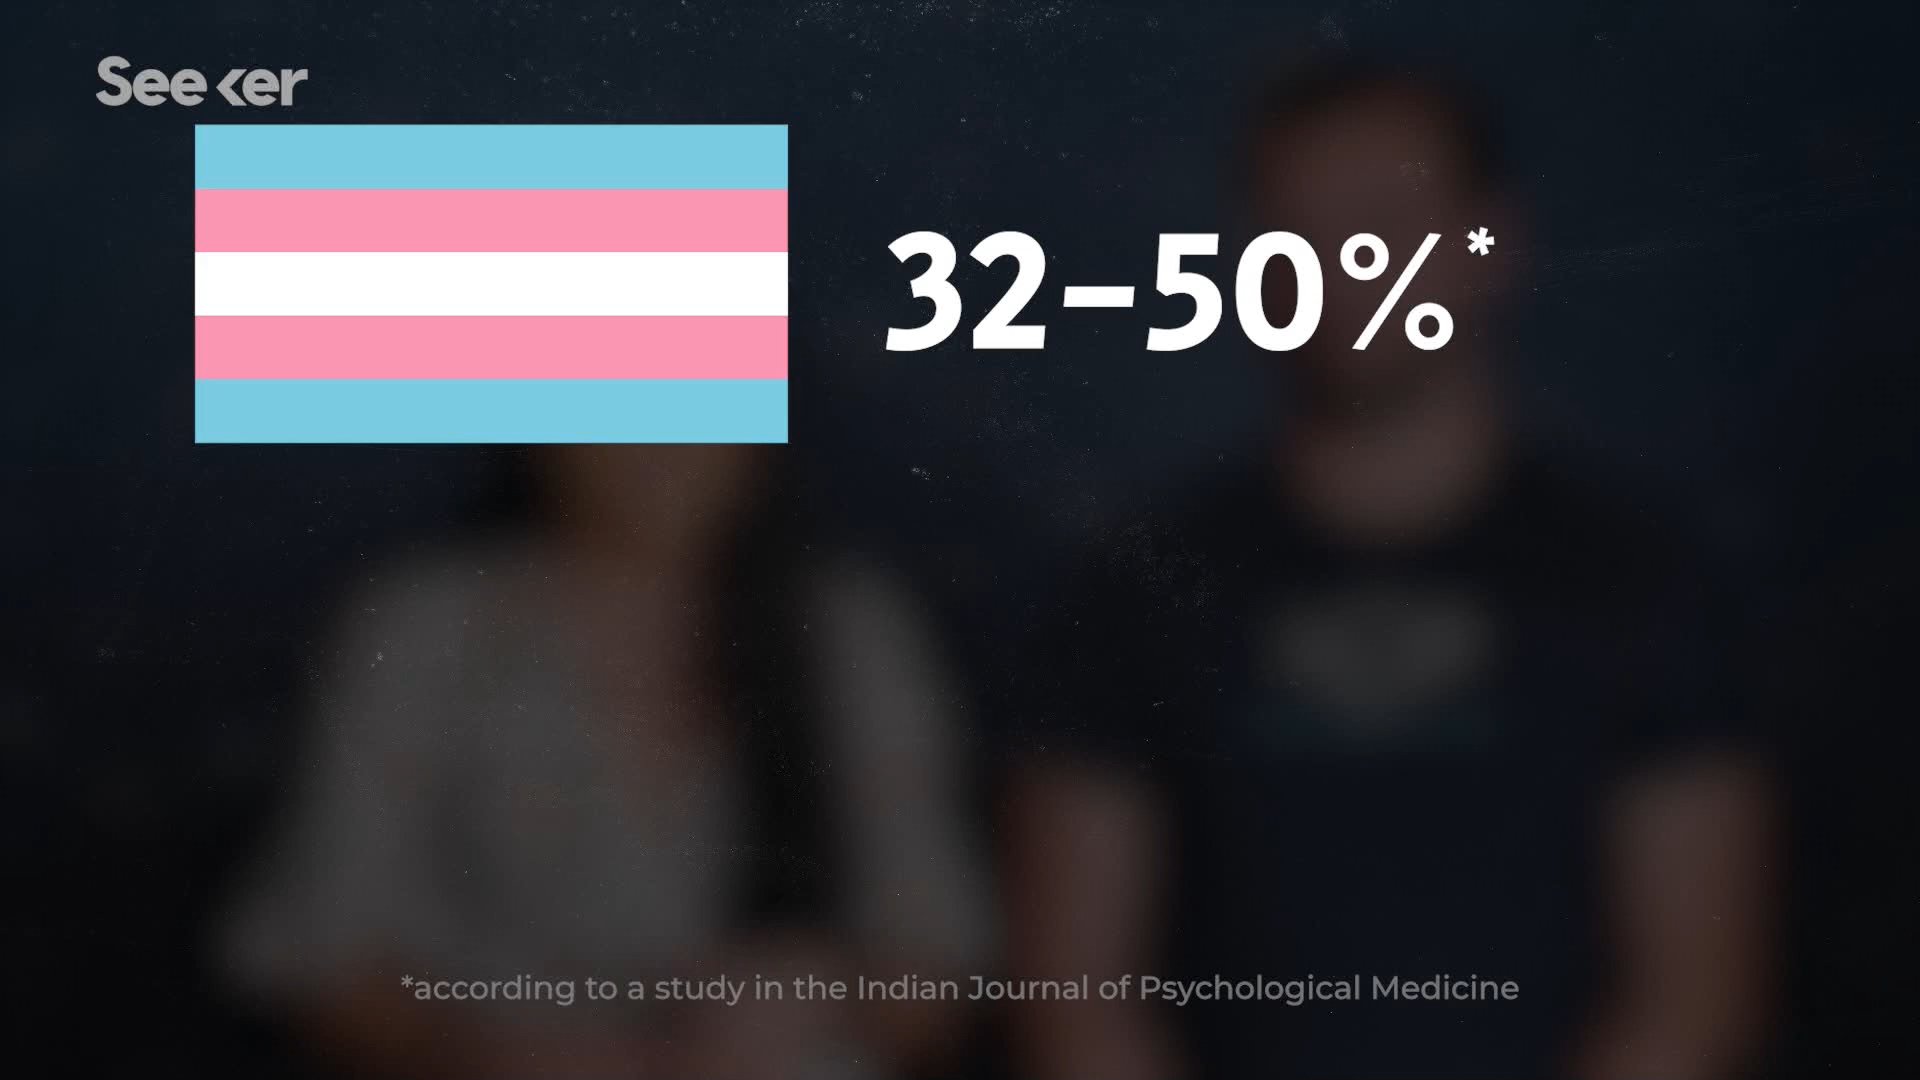 Seeker
32–50%*
*according to a study in the Indian Journal of Psychological Medicine